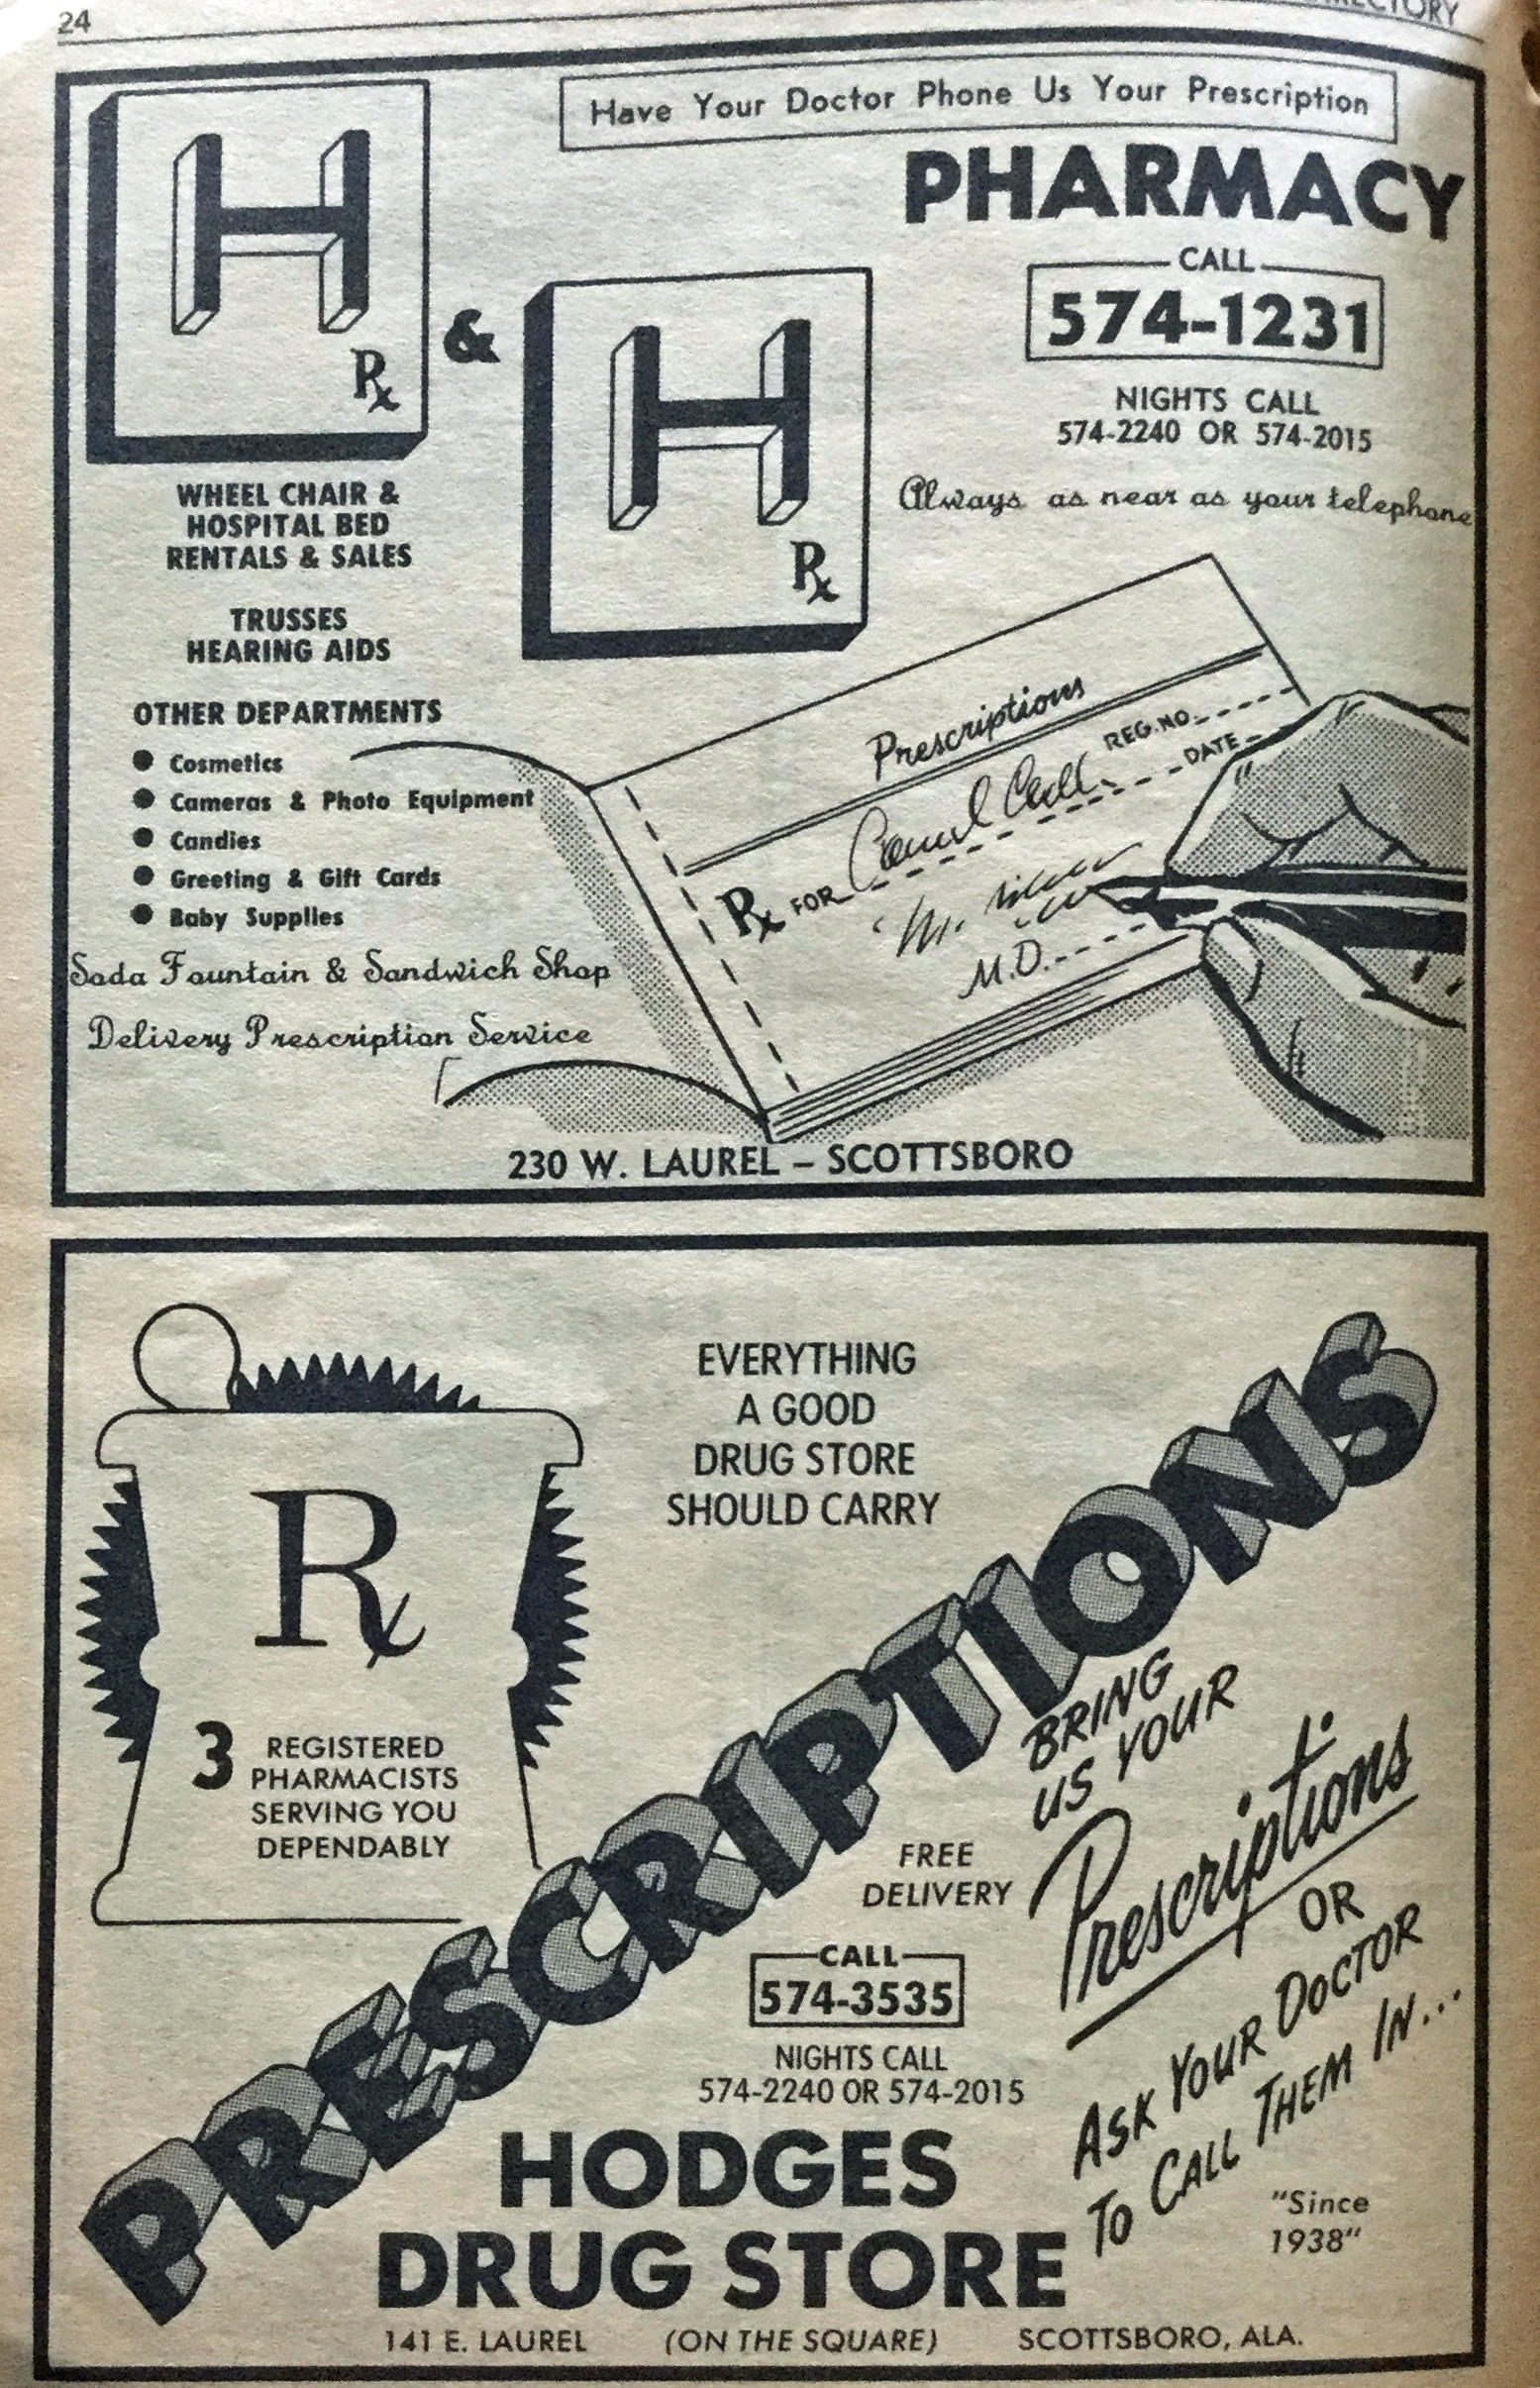 24
Have Your Doctor Phone Us Your Prescription
H
Rx
&
H
Rx
PHARMACY
CALL
574-1231
NIGHTS CALL
574-2240 OR 574-2015
Always as near as your telephone
WHEEL CHAIR &
HOSPITAL BED
RENTALS & SALES
TRUSSES
HEARING AIDS
OTHER DEPARTMENTS
● Cosmetics
● Cameras & Photo Equipment
● Candies
● Greeting & Gift Cards
● Baby Supplies
Soda Fountain & Sandwich Shop
Delivery Prescription Service
Prescriptions
REG. NO.
DATE
Rx FOR
M.D.
230 W. LAUREL – SCOTTSBORO
EVERYTHING
A GOOD
DRUG STORE
SHOULD CARRY
Rx
3 REGISTERED
PHARMACISTS
SERVING YOU
DEPENDABLY
PRESCRIPTIONS
BRING
US YOUR
Prescriptions
OR
ASK YOUR DOCTOR
TO CALL THEM IN...
FREE
DELIVERY
CALL
574-3535
NIGHTS CALL
574-2240 OR 574-2015
HODGES
DRUG STORE
"Since
1938"
141 E. LAUREL (ON THE SQUARE) SCOTTSBORO, ALA.